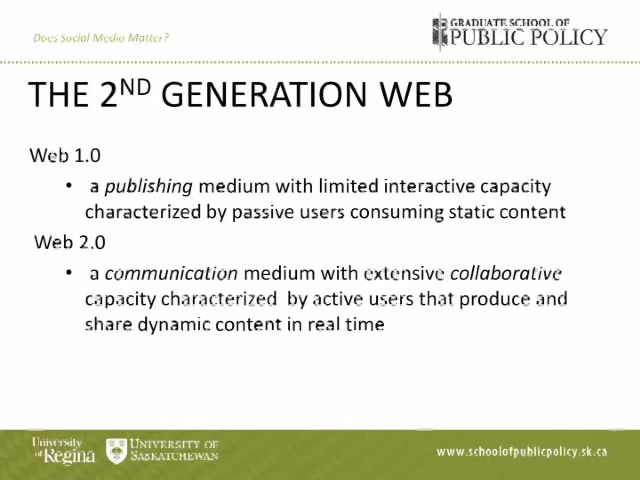 Does Social Media Matter?
GRADUATE SCHOOL OF
PUBLIC POLICY
THE 2ND GENERATION WEB
Web 1.0
• a publishing medium with limited interactive capacity
characterized by passive users consuming static content
Web 2.0
• a communication medium with extensive collaborative
capacity characterized by active users that produce and
share dynamic content in real time
University
of Regina
UNIVERSITY OF
SASKATCHEWAN
www.schoolofpublicpolicy.sk.ca